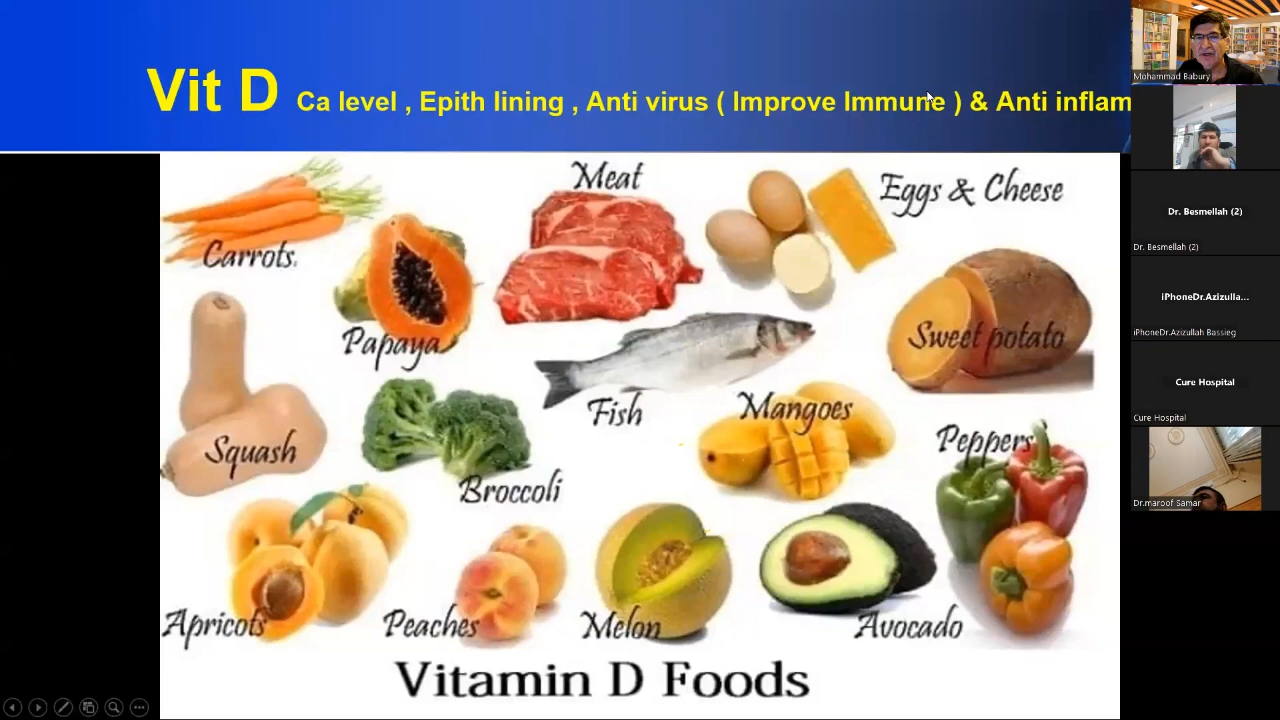 Vit D Ca level , Epith lining , Anti virus ( Improve Immune ) & Anti inflam
Carrots.
Papaya
Meat
Eggs & Cheese
Sweet potato
Squash
Broccoli
Fish
Mangoes
Peppers
Apricots
Peaches
Melon
Avocado
Vitamin D Foods
Mohammad Babury
Dr. Besmellah (2)
Dr. Besmellah (2)
iPhoneDr.Azizulla...
iPhoneDr.Azizullah Bassieg
Cure Hospital
Cure Hospital
Dr.maroof Samar